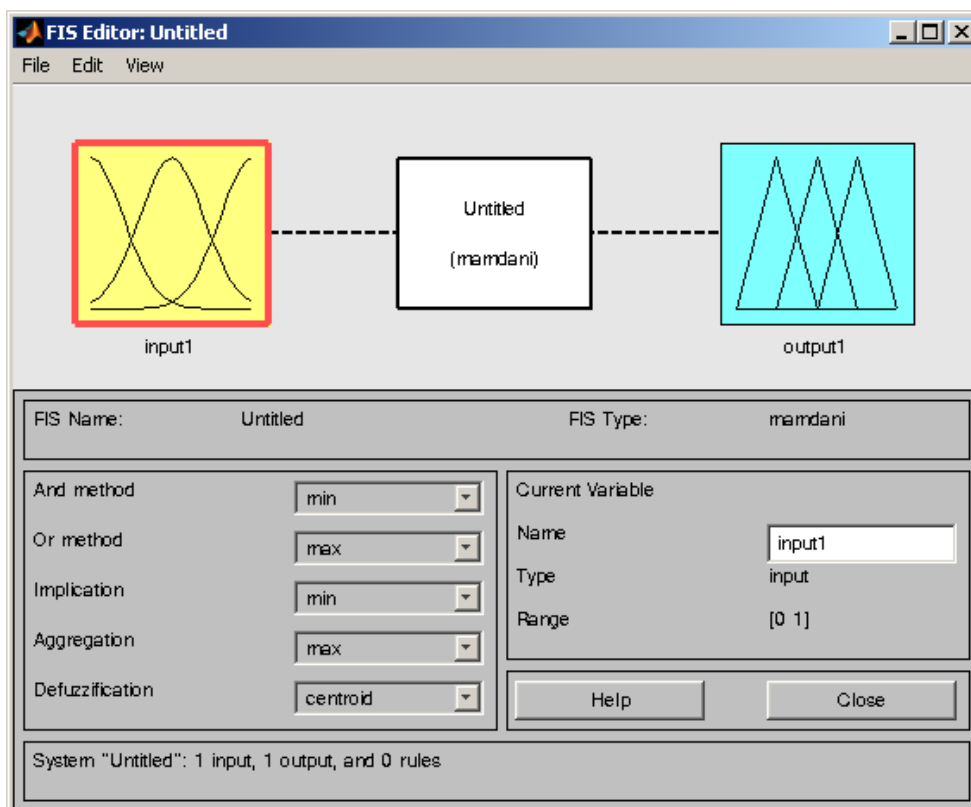 FIS Editor: Untitled
File Edit View
Untitled
(mamdani)
input1
output1
FIS Name: Untitled FIS Type: mamdani
And method min
Or method max
Implication min
Aggregation max
Defuzzification centroid
Current Variable
Name input1
Type input
Range [0 1]
Help Close
System "Untitled": 1 input, 1 output, and 0 rules